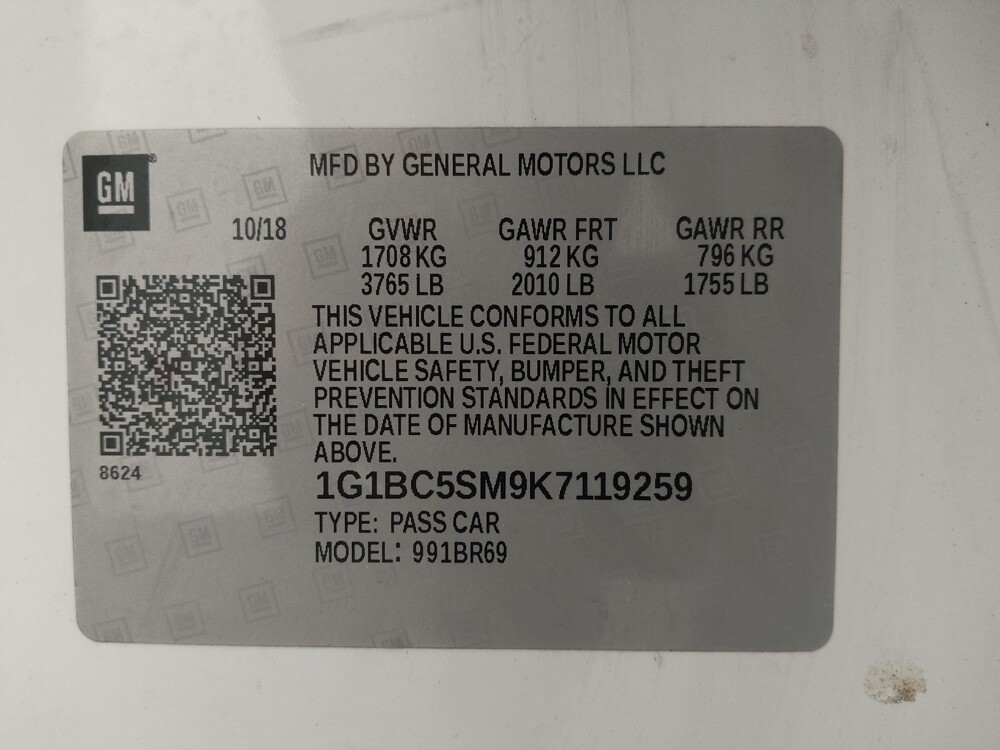 GM
MFD BY GENERAL MOTORS LLC
10/18 GVWR GAWR FRT GAWR RR
1708 KG 912 KG 796 KG
3765 LB 2010 LB 1755 LB
THIS VEHICLE CONFORMS TO ALL
APPLICABLE U.S. FEDERAL MOTOR
VEHICLE SAFETY, BUMPER, AND THEFT
PREVENTION STANDARDS IN EFFECT ON
THE DATE OF MANUFACTURE SHOWN
ABOVE.
8624
1G1BC5SM9K7119259
TYPE: PASS CAR
MODEL: 991BR69